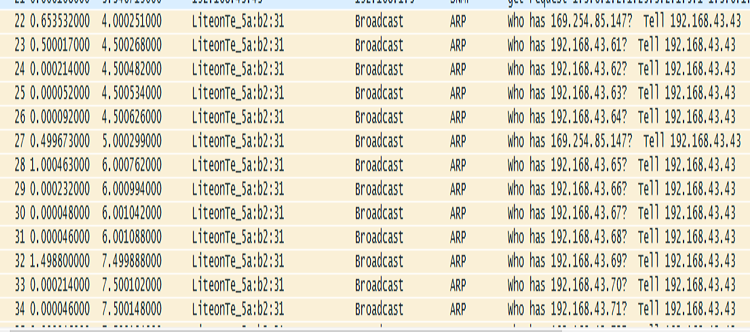 22 0.653532000 4.000251000 LiteonTe_5a:b2:31 Broadcast ARP Who has 169.254.85.147? Tell 192.168.43.43
23 0.500017000 4.500268000 LiteonTe_5a:b2:31 Broadcast ARP Who has 192.168.43.61? Tell 192.168.43.43
24 0.000214000 4.500482000 LiteonTe_5a:b2:31 Broadcast ARP Who has 192.168.43.62? Tell 192.168.43.43
25 0.000052000 4.500534000 LiteonTe_5a:b2:31 Broadcast ARP Who has 192.168.43.63? Tell 192.168.43.43
26 0.000092000 4.500626000 LiteonTe_5a:b2:31 Broadcast ARP Who has 192.168.43.64? Tell 192.168.43.43
27 0.499673000 5.000299000 LiteonTe_5a:b2:31 Broadcast ARP Who has 169.254.85.147? Tell 192.168.43.43
28 1.000463000 6.000762000 LiteonTe_5a:b2:31 Broadcast ARP Who has 192.168.43.65? Tell 192.168.43.43
29 0.000232000 6.000994000 LiteonTe_5a:b2:31 Broadcast ARP Who has 192.168.43.66? Tell 192.168.43.43
30 0.000048000 6.001042000 LiteonTe_5a:b2:31 Broadcast ARP Who has 192.168.43.67? Tell 192.168.43.43
31 0.000046000 6.001088000 LiteonTe_5a:b2:31 Broadcast ARP Who has 192.168.43.68? Tell 192.168.43.43
32 1.498800000 7.499888000 LiteonTe_5a:b2:31 Broadcast ARP Who has 192.168.43.69? Tell 192.168.43.43
33 0.000214000 7.500102000 LiteonTe_5a:b2:31 Broadcast ARP Who has 192.168.43.70? Tell 192.168.43.43
34 0.000046000 7.500148000 LiteonTe_5a:b2:31 Broadcast ARP Who has 192.168.43.71? Tell 192.168.43.43